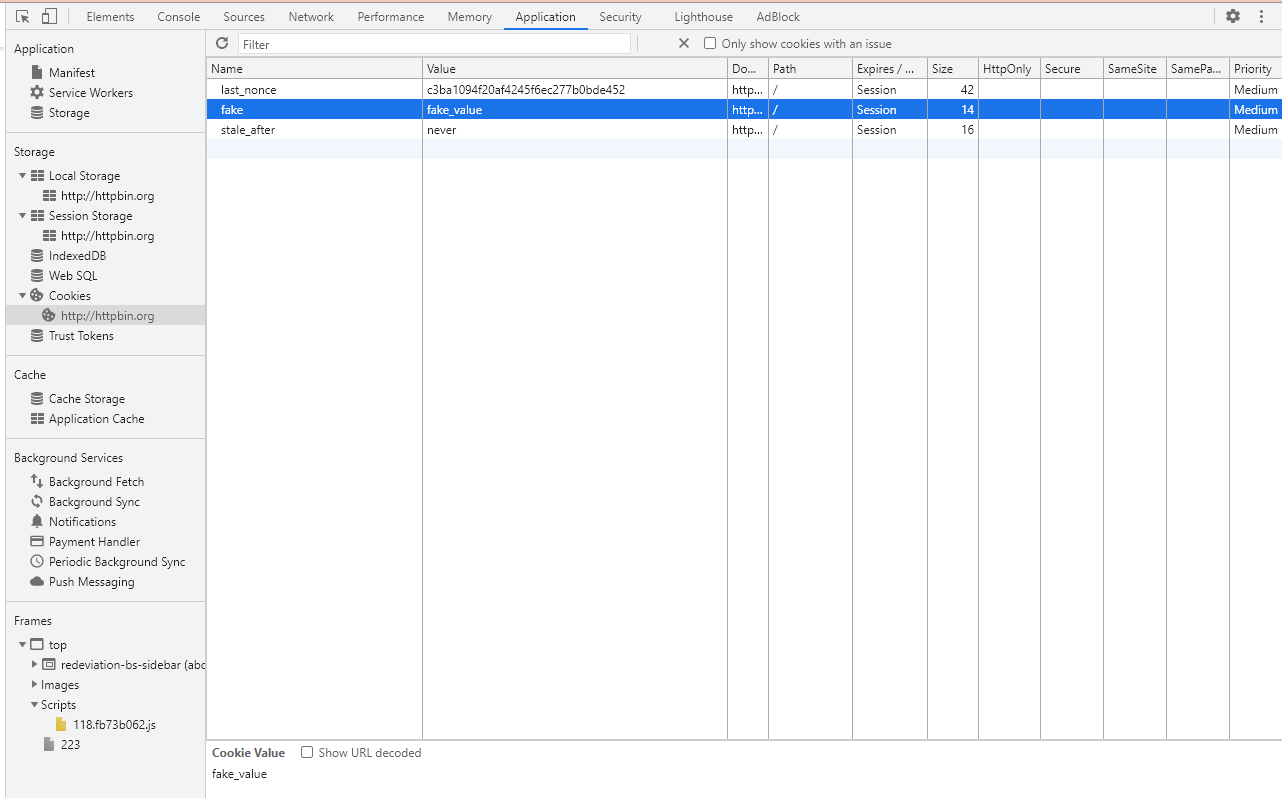 Elements Console Sources Network Performance Memory Application Security Lighthouse AdBlock
Application
Manifest
Service Workers
Storage
Storage
Local Storage
http://httpbin.org
Session Storage
http://httpbin.org
IndexedDB
Web SQL
Cookies
http://httpbin.org
Trust Tokens
Cache
Cache Storage
Application Cache
Background Services
Background Fetch
Background Sync
Notifications
Payment Handler
Periodic Background Sync
Push Messaging
Frames
top
redeviation-bs-sidebar (abc
Images
Scripts
118.fb73b062.js
223
Filter Only show cookies with an issue
Name Value Do... Path Expires / ... Size HttpOnly Secure SameSite SamePa... Priority
last_nonce c3ba1094f20af4245f6ec277b0bde452 http... / Session 42 Medium
fake fake_value http... / Session 14 Medium
stale_after never http... / Session 16 Medium
Cookie Value Show URL decoded
fake_value